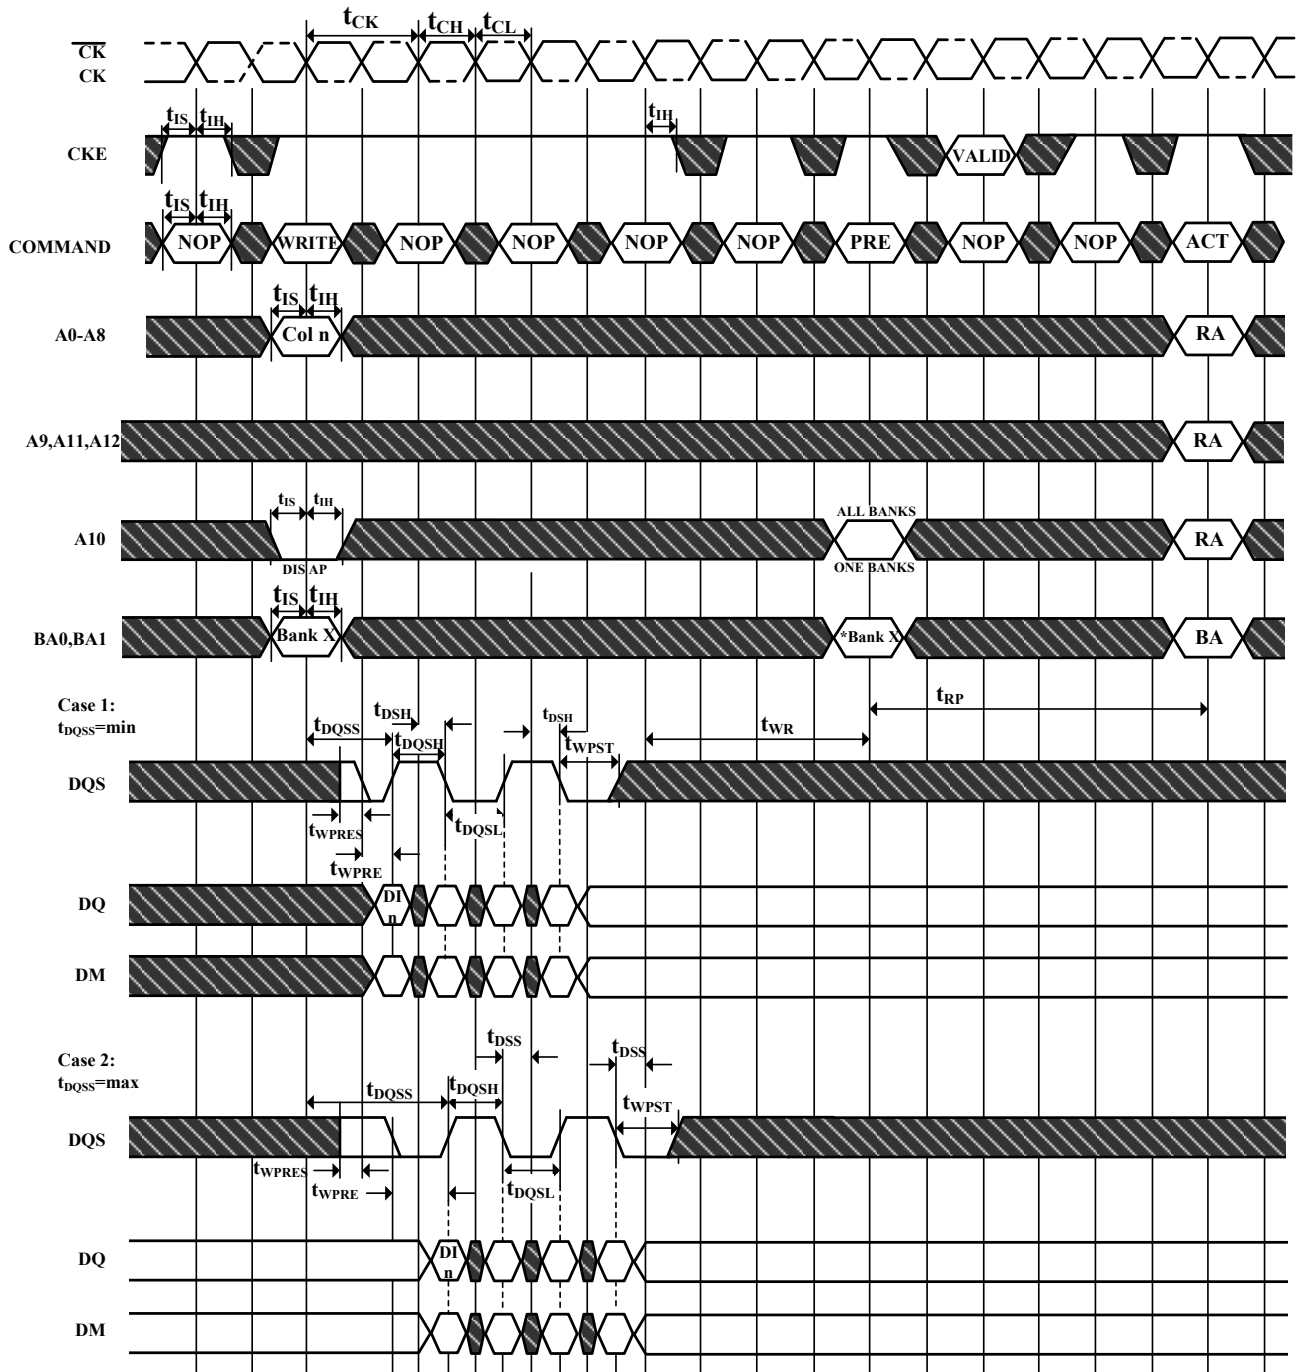 tCK tCH tCL
CK
CK
tIS tIH tIH
CKE VALID
tIS tIH
COMMAND NOP WRITE NOP NOP NOP NOP PRE NOP NOP ACT
tIS tIH
A0-A8 Col n RA
A9,A11,A12 RA
tIS tIH ALL BANKS
A10 RA
DIS AP ONE BANKS
tIS tIH
BA0,BA1 Bank X *Bank X BA
Case 1:
tDQSS=min
tDQSS tDSH tDQSH tDSH tWPST tWR tRP
DQS
tWPRES tDQSL
tWPRE
DQ DI n
DM
Case 2:
tDQSS=max
tDSS tDSS
tDQSS tDQSH tWPST
DQS
tWPRES tWPRE tDQSL
DQ DI n
DM